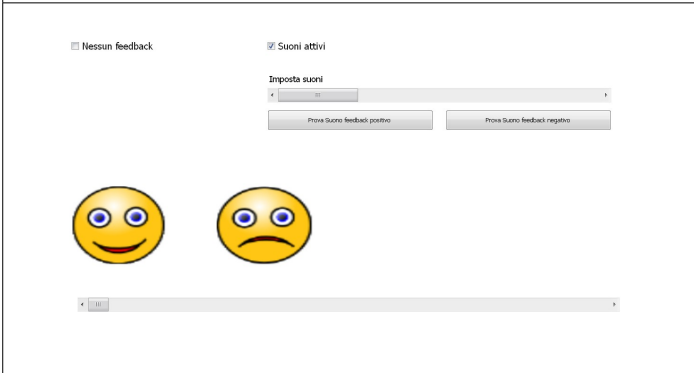 Nessun feedback
Suoni attivi
Imposta suoni
Prova Suono feedback positivo
Prova Suono feedback negativo